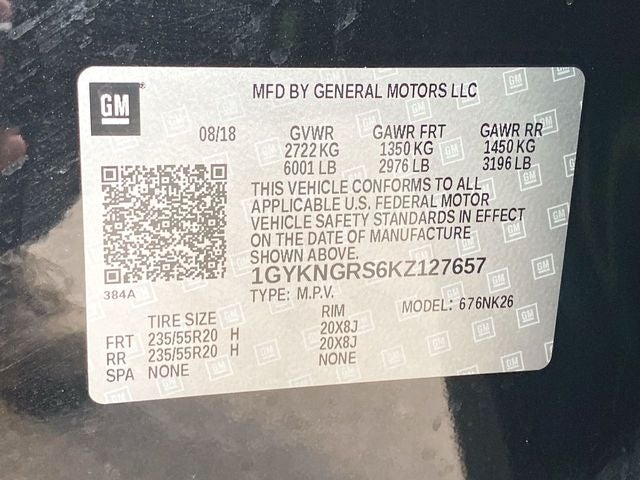 GM
MFD BY GENERAL MOTORS LLC
08/18 GVWR GAWR FRT GAWR RR
2722 KG 1350 KG 1450 KG
6001 LB 2976 LB 3196 LB
THIS VEHICLE CONFORMS TO ALL
APPLICABLE U.S. FEDERAL MOTOR
VEHICLE SAFETY STANDARDS IN EFFECT
ON THE DATE OF MANUFACTURE
SHOWN ABOVE.
1GYKNGRS6KZ127657
384A
TYPE: M.P.V. MODEL: 676NK26
TIRE SIZE RIM
FRT 235/55R20 H 20X8J
RR 235/55R20 H 20X8J
SPA NONE NONE